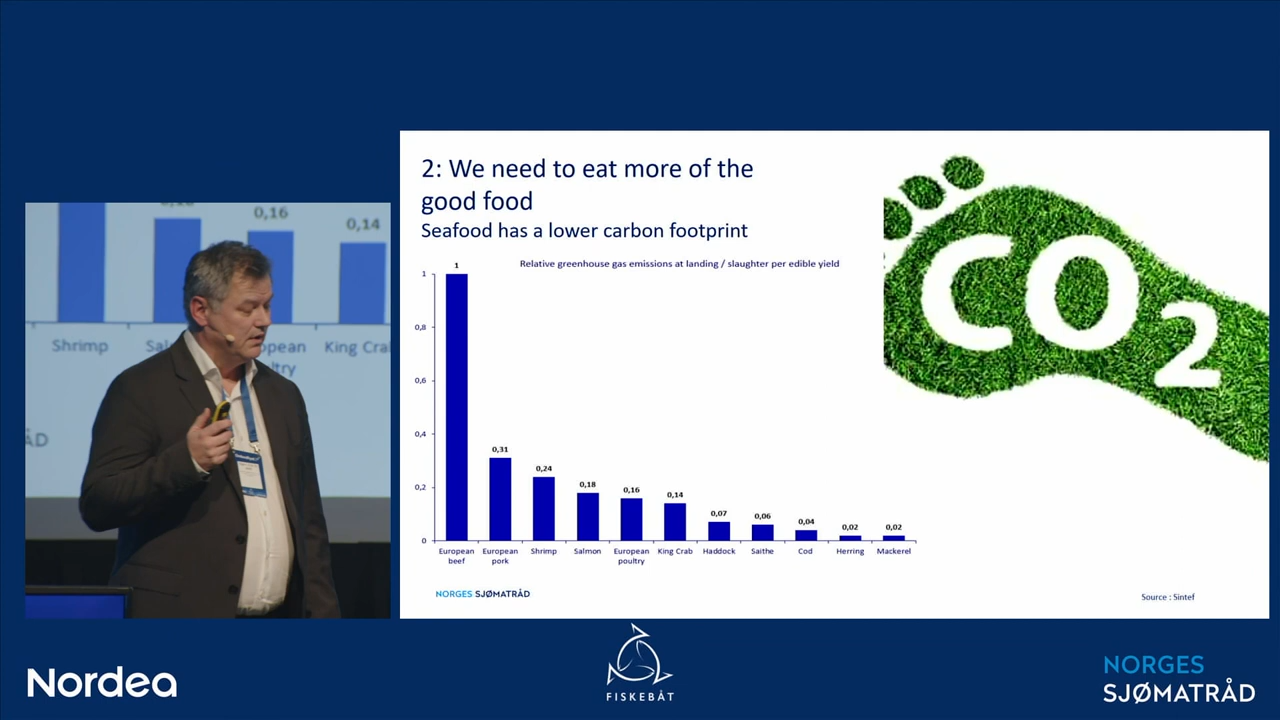 2: We need to eat more of the
good food
Seafood has a lower carbon footprint
Relative greenhouse gas emissions at landing / slaughter per edible yield
1
0,8
0,6
0,4
0,2
0
1
0,31
0,24
0,18
0,16
0,14
0,07
0,06
0,04
0,02
0,02
European
beef
European
pork
Shrimp
Salmon
European
poultry
King Crab
Haddock
Saithe
Cod
Herring
Mackerel
NORGES SJØMATRÅD
Source : Sintef
CO2
0,16
0,14
Shrimp
King Cra
Nordea
FISKEBÅT
NORGES
SJØMATRÅD